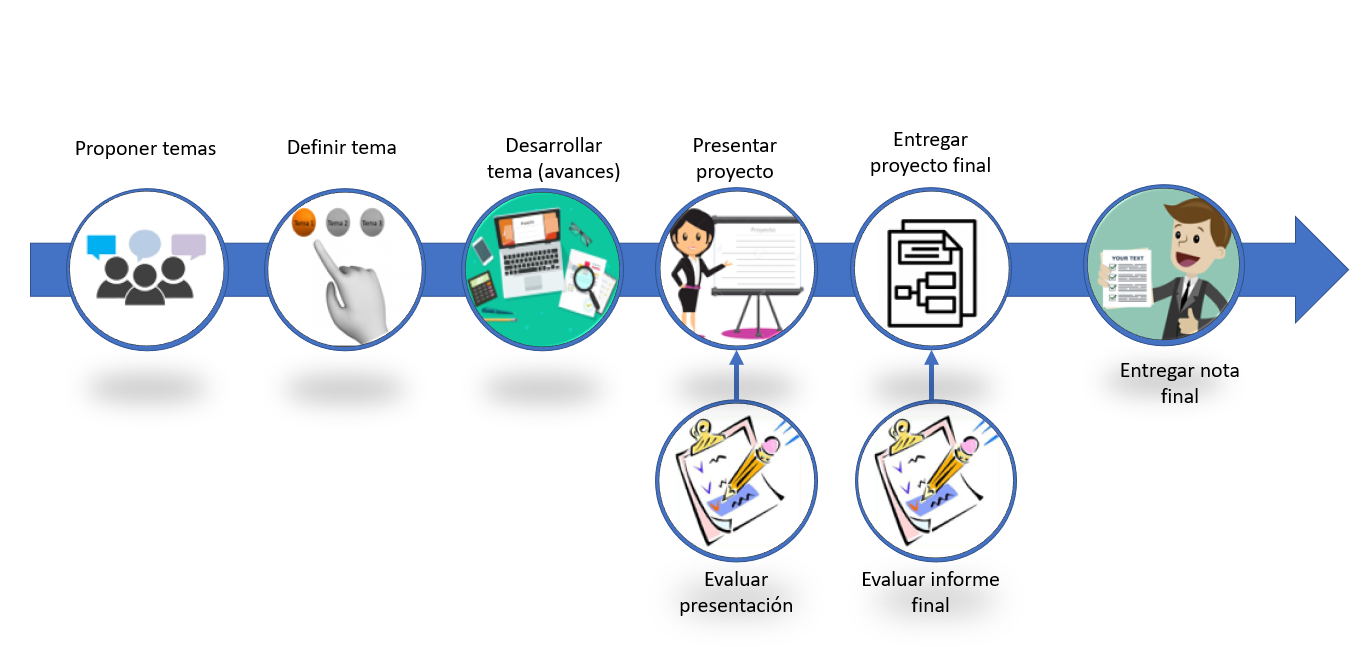 Proponer temas
Definir tema
Desarrollar
tema (avances)
Presentar
proyecto
Entregar
proyecto final
Tema 1
Tema 2
Tema 3
Proyecto
Proyecto
YOUR TEXT
Entregar nota
final
Evaluar
presentación
Evaluar informe
final